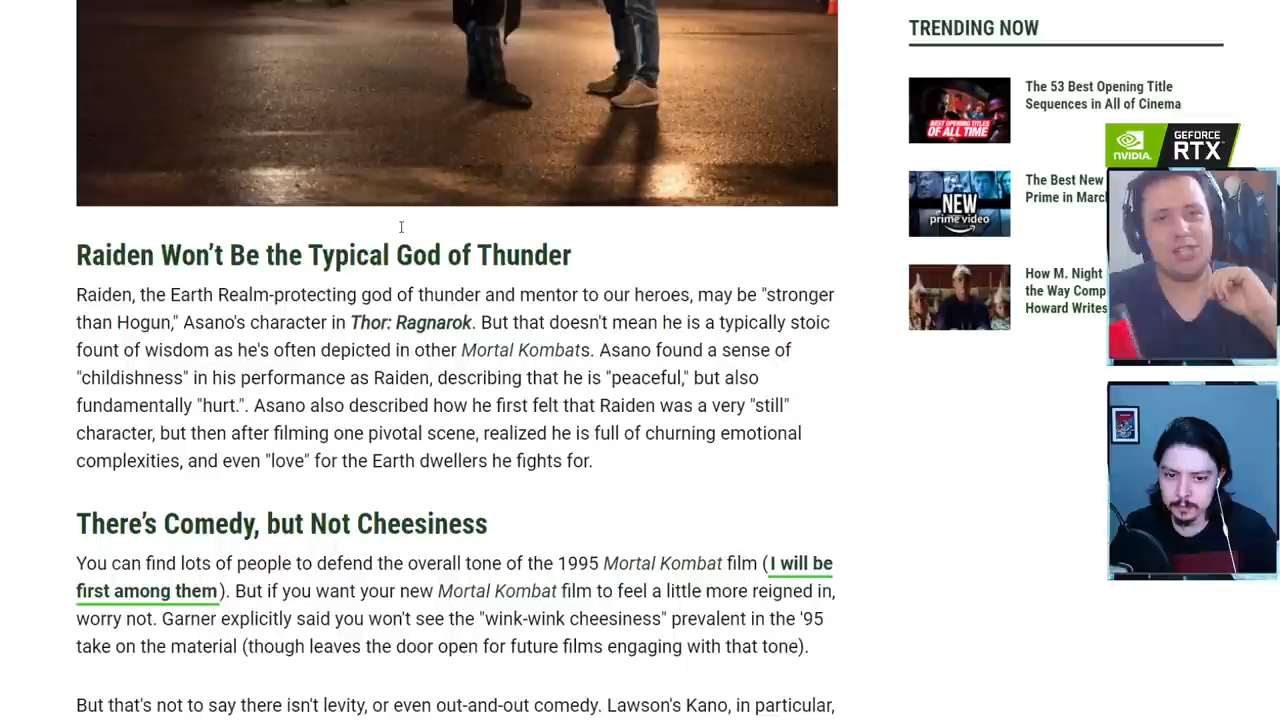 TRENDING NOW
The 53 Best Opening Title
Sequences in All of Cinema
BEST OPENING TITLES
OF ALL TIME
NVIDIA
GEFORCE
RTX
The Best New
Prime in
NEW
prime video
How M. Night
the Way Comp
Howard Writes
Raiden Won’t Be the Typical God of Thunder
Raiden, the Earth Realm-protecting god of thunder and mentor to our heroes, may be "stronger
than Hogun," Asano's character in Thor: Ragnarok. But that doesn't mean he is a typically stoic
fount of wisdom as he's often depicted in other Mortal Kombats. Asano found a sense of
"childishness" in his performance as Raiden, describing that he is "peaceful," but also
fundamentally "hurt.". Asano also described how he first felt that Raiden was a very "still"
character, but then after filming one pivotal scene, realized he is full of churning emotional
complexities, and even "love" for the Earth dwellers he fights for.
There’s Comedy, but Not Cheesiness
You can find lots of people to defend the overall tone of the 1995 Mortal Kombat film (I will be
first among them). But if you want your new Mortal Kombat film to feel a little more reigned in,
worry not. Garner explicitly said you won't see the "wink-wink cheesiness" prevalent in the '95
take on the material (though leaves the door open for future films engaging with that tone).
But that's not to say there isn't levity, or even out-and-out comedy. Lawson's Kano, in particular,